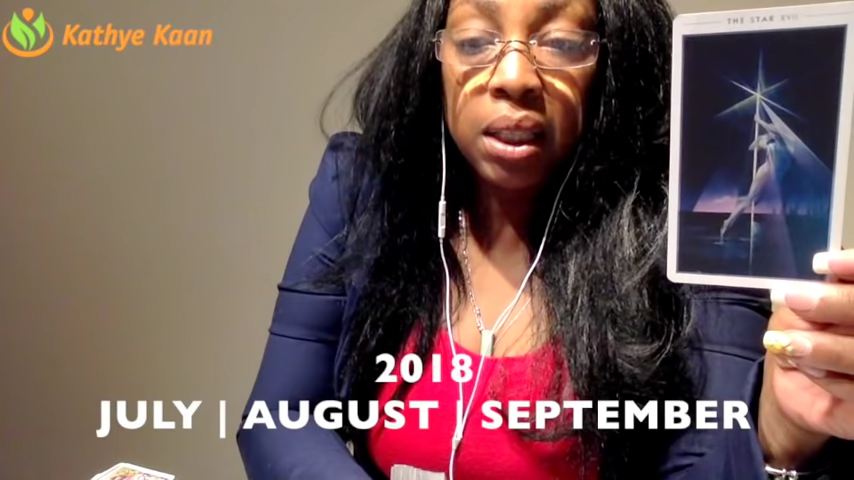 Kathye Kaan
THE STAR XVII
2018
JULY | AUGUST | SEPTEMBER